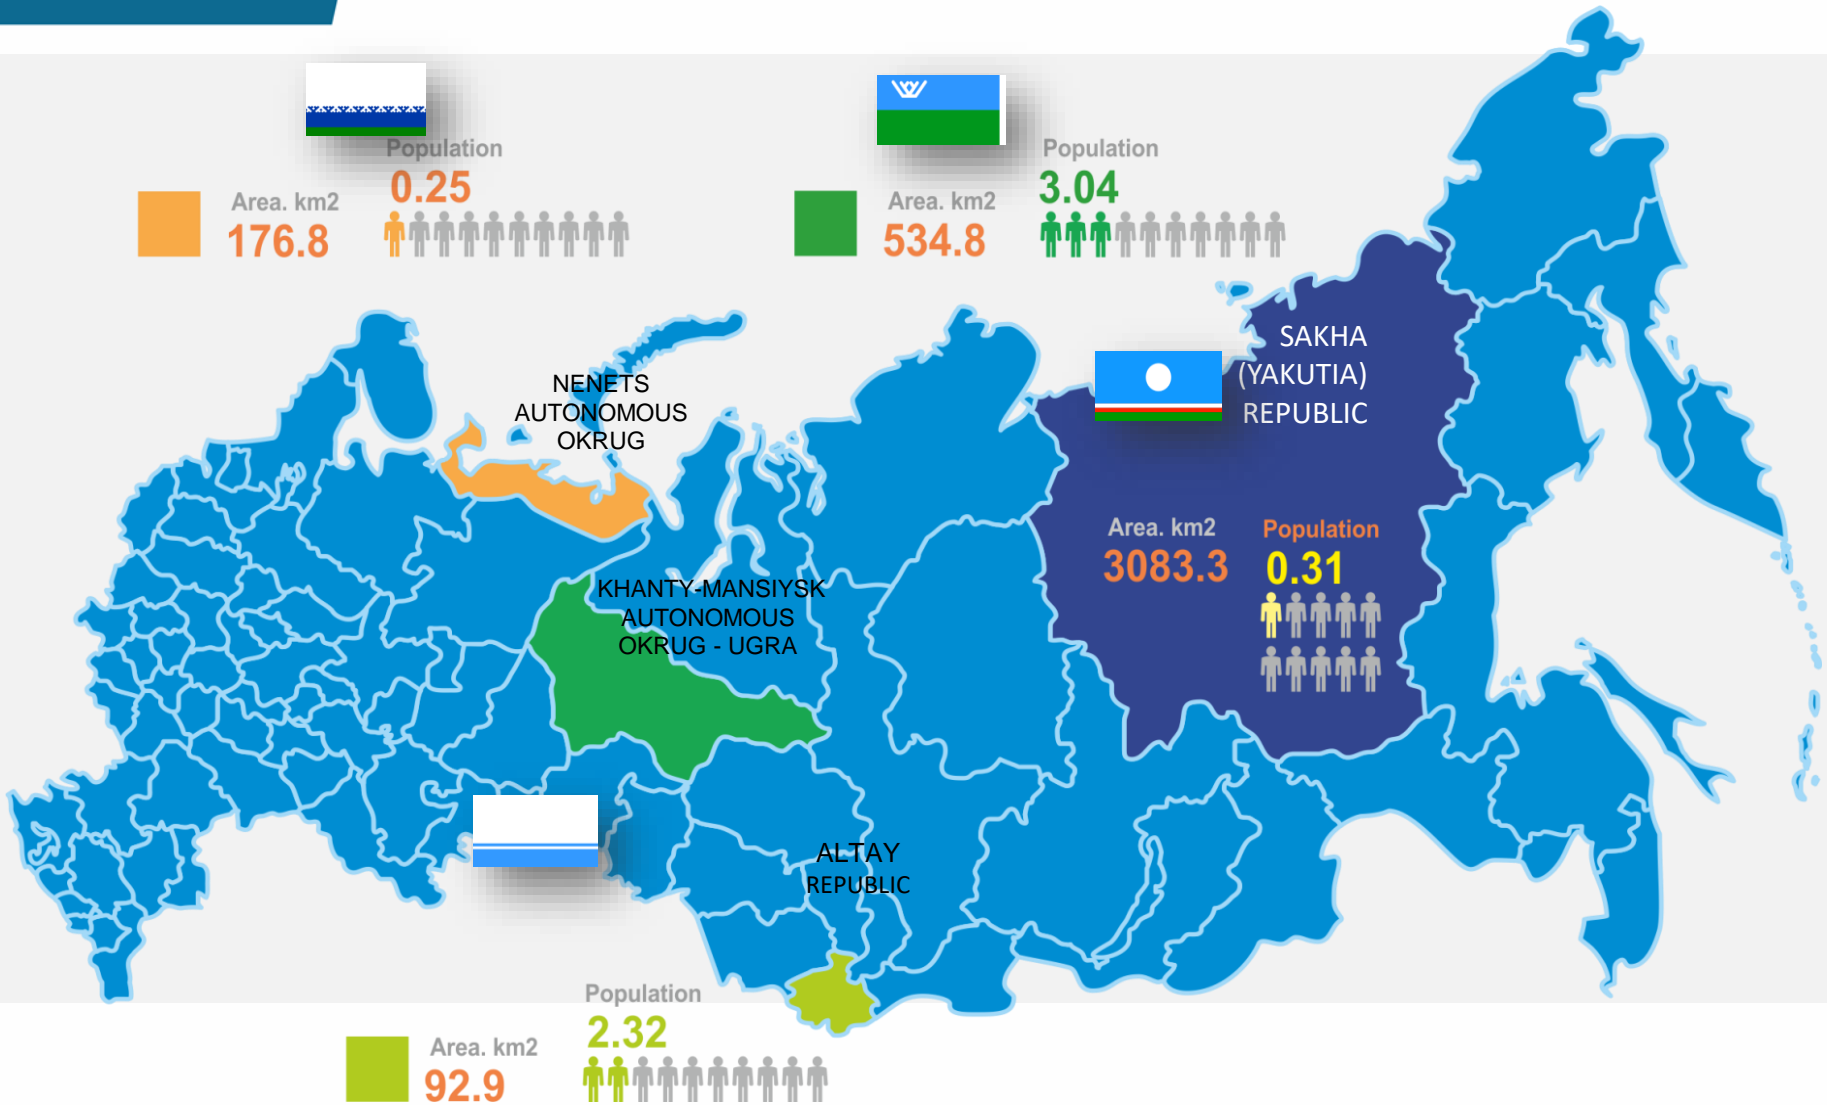 Population
0.25
Area. km2
176.8
Population
3.04
Area. km2
534.8
NENETS
AUTONOMOUS
OKRUG
SAKHA
(YAKUTIA)
REPUBLIC
Area. km2
3083.3
Population
0.31
KHANTY-MANSIYSK
AUTONOMOUS
OKRUG - UGRA
ALTAY
REPUBLIC
Population
2.32
Area. km2
92.9